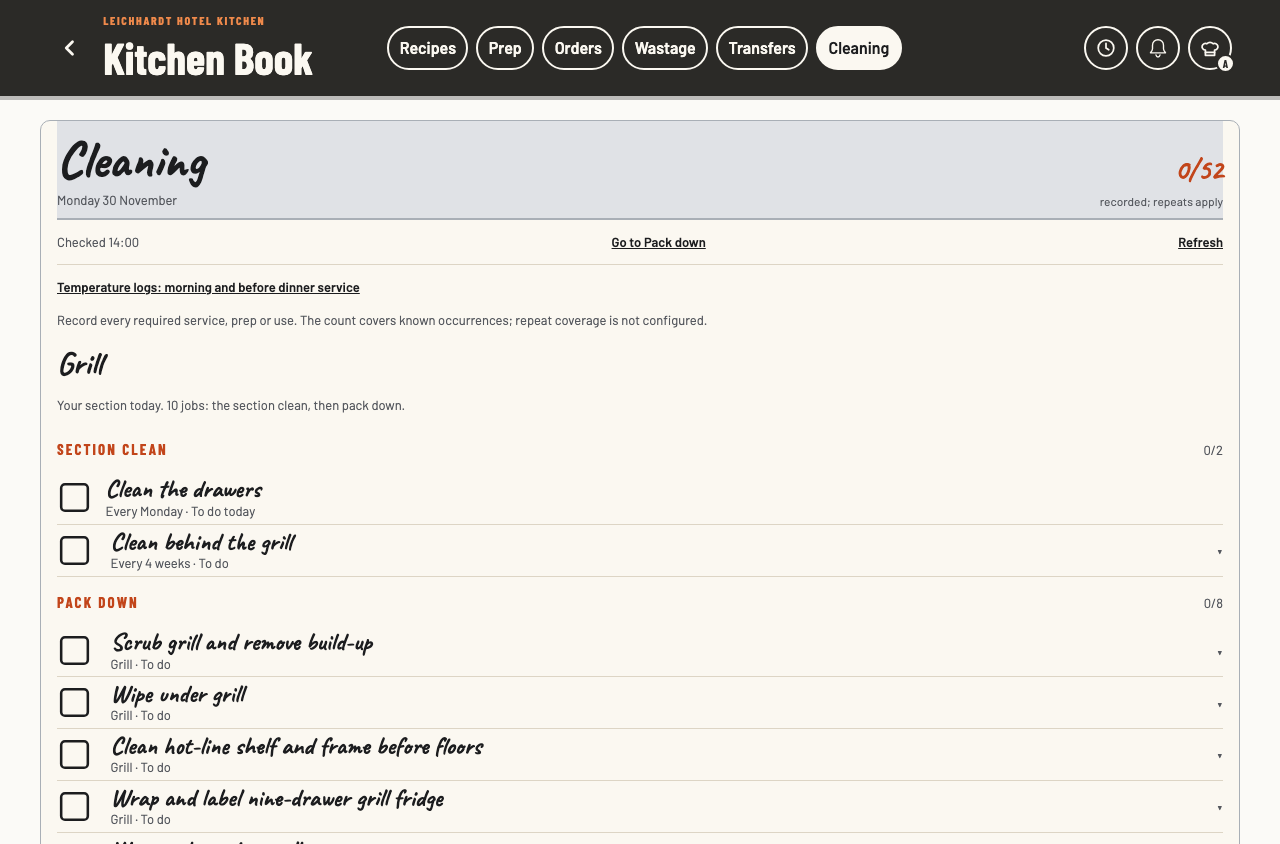 LEICHHARDT HOTEL KITCHEN
Kitchen Book
Recipes
Prep
Orders
Wastage
Transfers
Cleaning
A
Cleaning
0/52
Monday 30 November
recorded; repeats apply
Checked 14:00
Go to Pack down
Refresh
Temperature logs: morning and before dinner service
Record every required service, prep or use. The count covers known occurrences; repeat coverage is not configured.
Grill
Your section today. 10 jobs: the section clean, then pack down.
SECTION CLEAN
0/2
Clean the drawers
Every Monday · To do today
Clean behind the grill
Every 4 weeks · To do
PACK DOWN
0/8
Scrub grill and remove build-up
Grill · To do
Wipe under grill
Grill · To do
Clean hot-line shelf and frame before floors
Grill · To do
Wrap and label nine-drawer grill fridge
Grill · To do